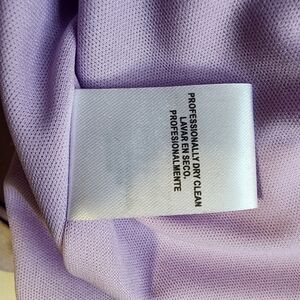 PROFESSIONALLY DRY CLEAN
LAVAR EN SECO.
PROFESIONALMENTE